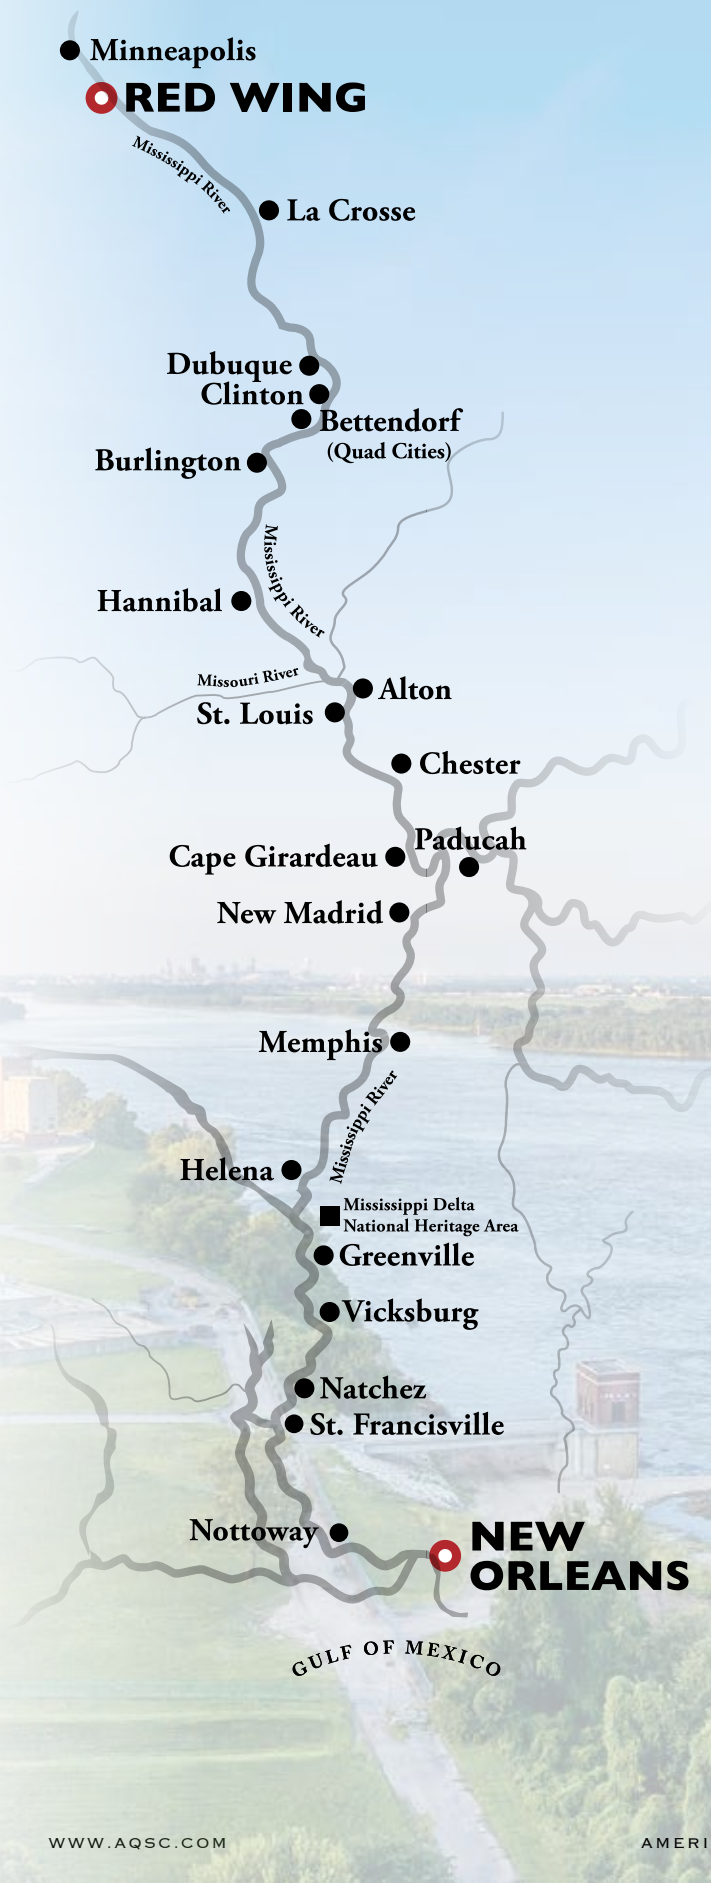 Minneapolis
RED WING
Mississippi River
La Crosse
Dubuque
Clinton
Bettendorf
(Quad Cities)
Burlington
Mississippi River
Hannibal
Missouri River
Alton
St. Louis
Chester
Paducah
Cape Girardeau
New Madrid
Memphis
Mississippi River
Helena
Mississippi Delta
National Heritage Area
Greenville
Vicksburg
Natchez
St. Francisville
Nottoway
NEW
ORLEANS
GULF OF MEXICO
WWW.AQSC.COM
AMERI